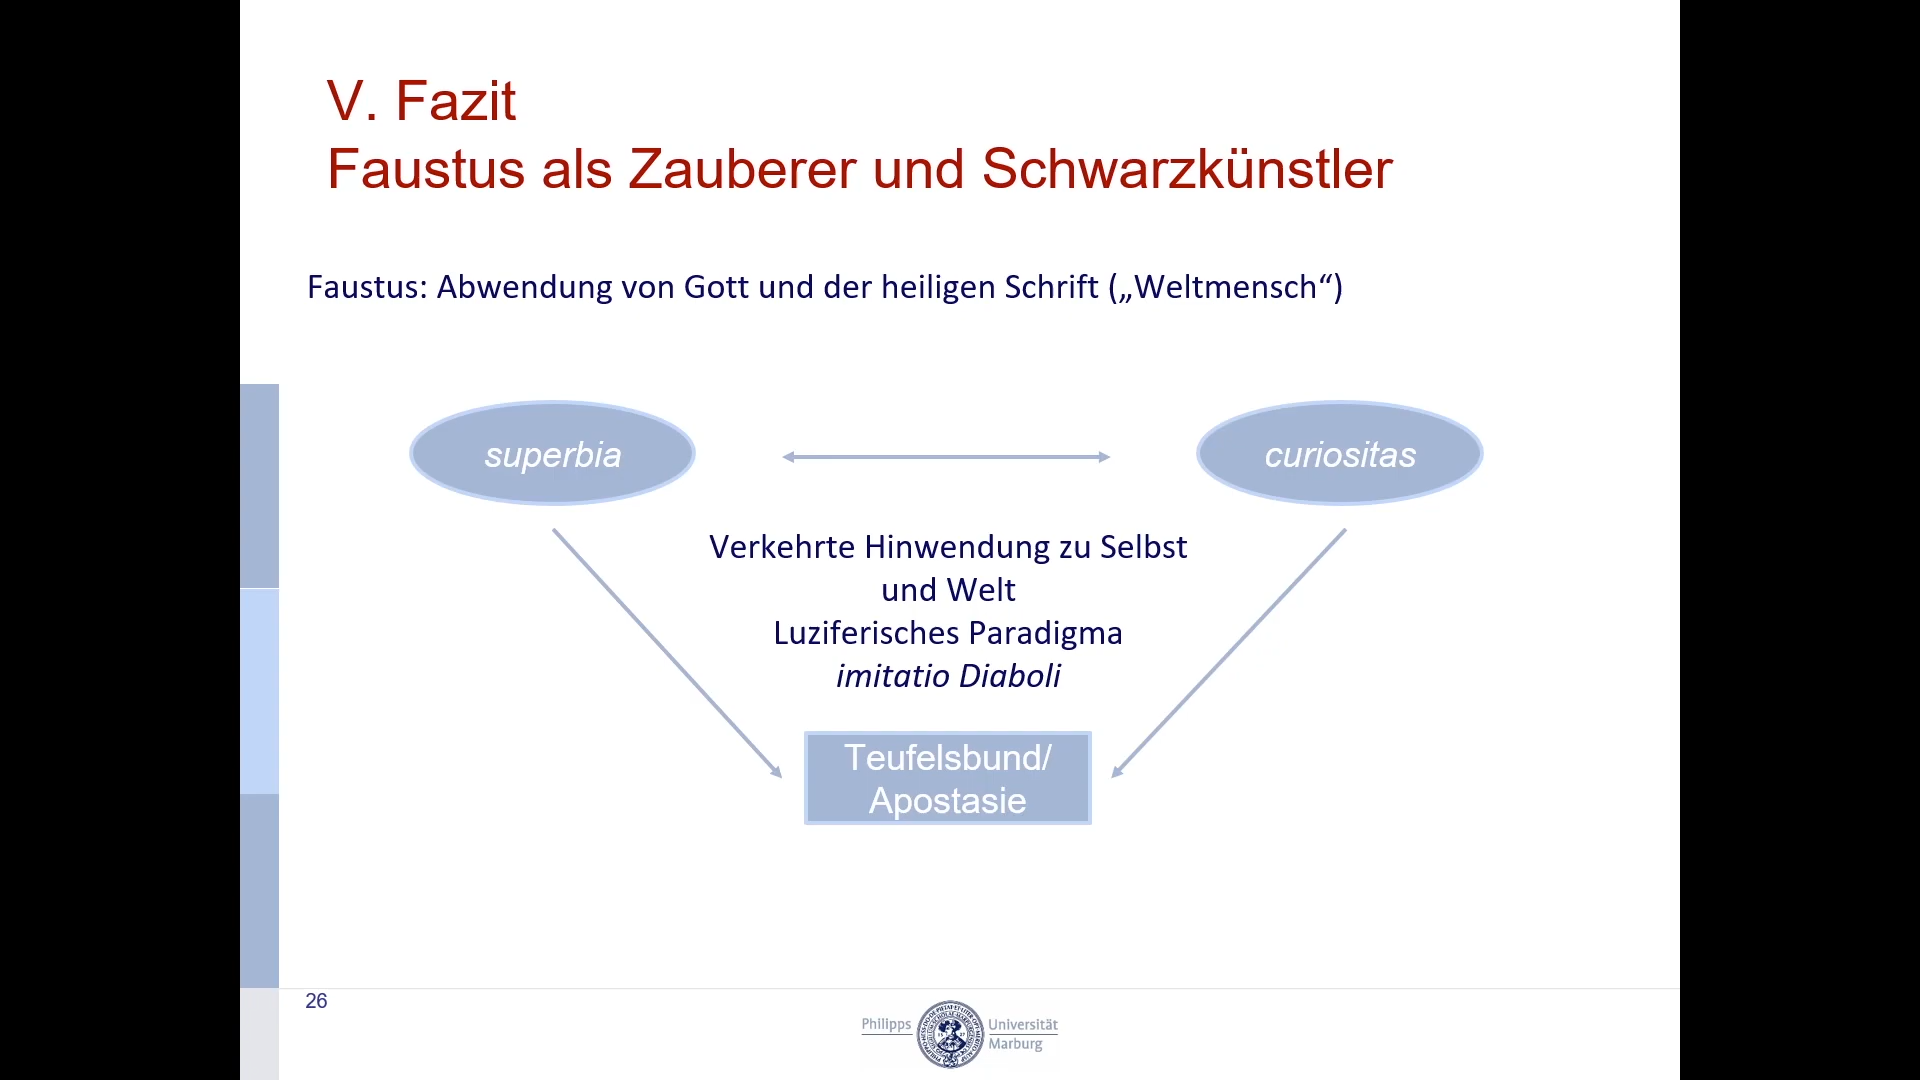 V. Fazit
Faustus als Zauberer und Schwarzkünstler
Faustus: Abwendung von Gott und der heiligen Schrift („Weltmensch“)
superbia
curiositas
Verkehrte Hinwendung zu Selbst
und Welt
Luziferisches Paradigma
imitatio Diaboli
Teufelsbund/
Apostasie
26
Philipps
Universität
Marburg